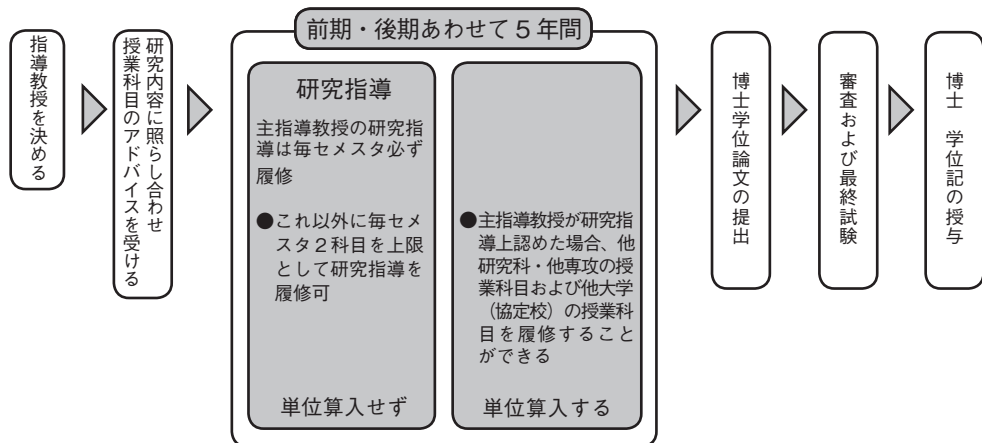 指導教授を決める
研究内容に照らし合わせ
授業科目のアドバイスを受ける
前期・後期あわせて5年間
研究指導
主指導教授の研究指
導は毎セメスタ必ず
履修
●これ以外に毎セメ
スタ2科目を上限
として研究指導を
履修可
単位算入せず
●主指導教授が研究指
導上認めた場合、他
研究科・他専攻の授
業科目および他大学
(協定校)の授業科
目を履修すること
ができる
単位算入する
博士学位論文の提出
審査および最終試験
博士 学位記の授与